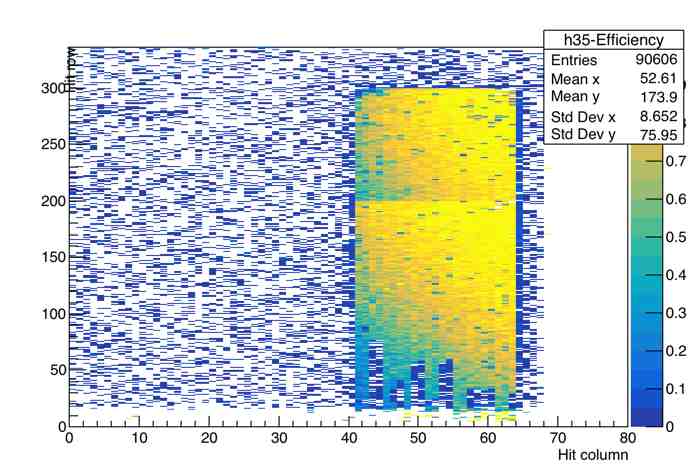 h35-Efficiency
Entries 90606
Mean x 52.61
Mean y 173.9
Std Dev x 8.652
Std Dev y 75.95
300
250
200
150
100
50
0
0 10 20 30 40 50 60 70 80
Hit column
0.7
0.6
0.5
0.4
0.3
0.2
0.1
0